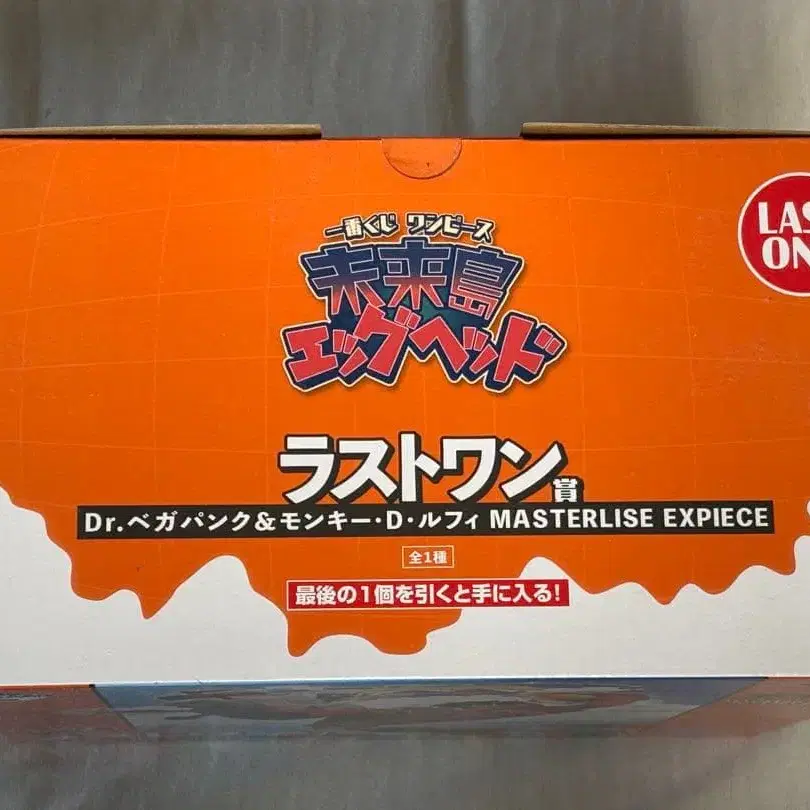 一番くじ ワンピース
未来島
エッグヘッド
LAS
ON
ラストワン賞
Dr.ベガパンク&モンキー・D・ルフィ MASTERLISE EXPIECE
全1種
最後の1個を引くと手に入る!